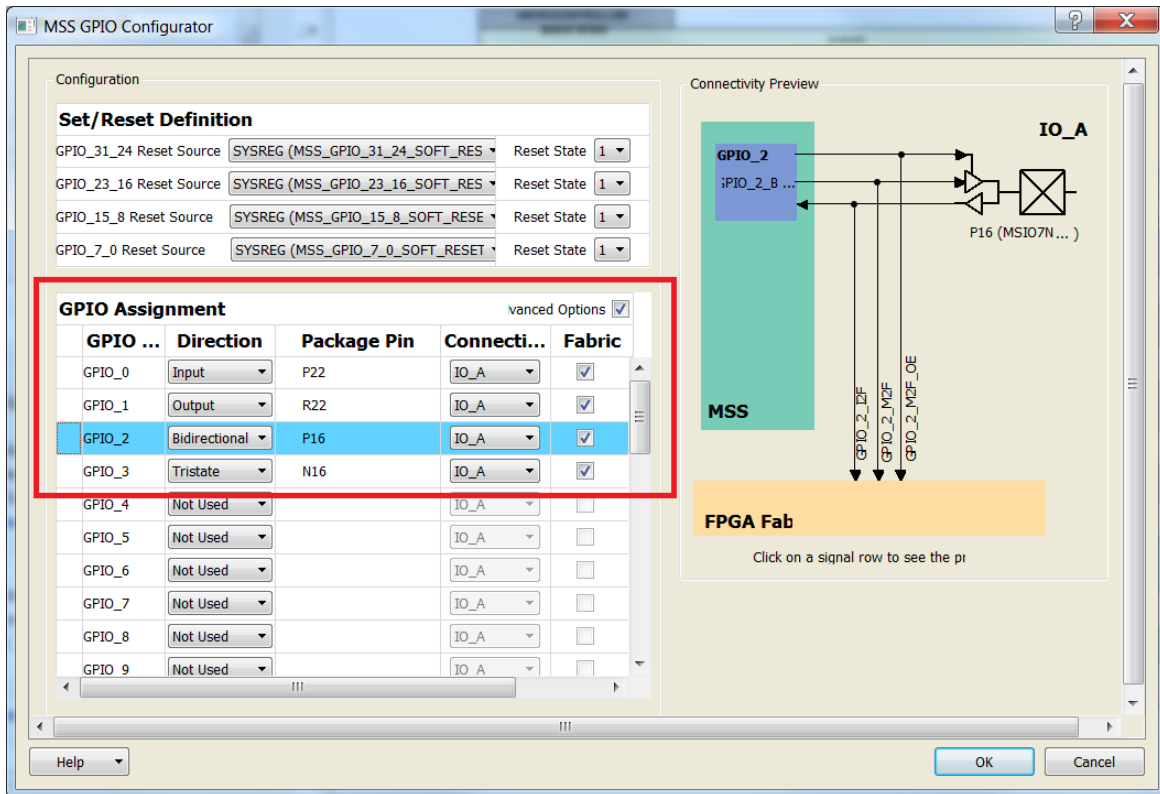 MSS GPIO Configurator
Configuration
Set/Reset Definition
GPIO_31_24 Reset Source SYSREG (MSS_GPIO_31_24_SOFT_RES Reset State 1
GPIO_23_16 Reset Source SYSREG (MSS_GPIO_23_16_SOFT_RES Reset State 1
GPIO_15_8 Reset Source SYSREG (MSS_GPIO_15_8_SOFT_RESE Reset State 1
GPIO_7_0 Reset Source SYSREG (MSS_GPIO_7_0_SOFT_RESET Reset State 1
GPIO Assignment vanced Options
GPIO ... Direction Package Pin Connecti... Fabric
GPIO_0 Input P22 IO_A
GPIO_1 Output R22 IO_A
GPIO_2 Bidirectional P16 IO_A
GPIO_3 Tristate N16 IO_A
GPIO_4 Not Used IO_A
GPIO_5 Not Used IO_A
GPIO_6 Not Used IO_A
GPIO_7 Not Used IO_A
GPIO_8 Not Used IO_A
GPIO_9 Not Used IO_A
Connectivity Preview
IO_A
GPIO_2
GPIO_2_B ...
P16 (MSIO7N... )
MSS
GPIO_2_I2F
GPIO_2_M2F
GPIO_2_M2F_OE
FPGA Fab
Click on a signal row to see the pr
Help OK Cancel